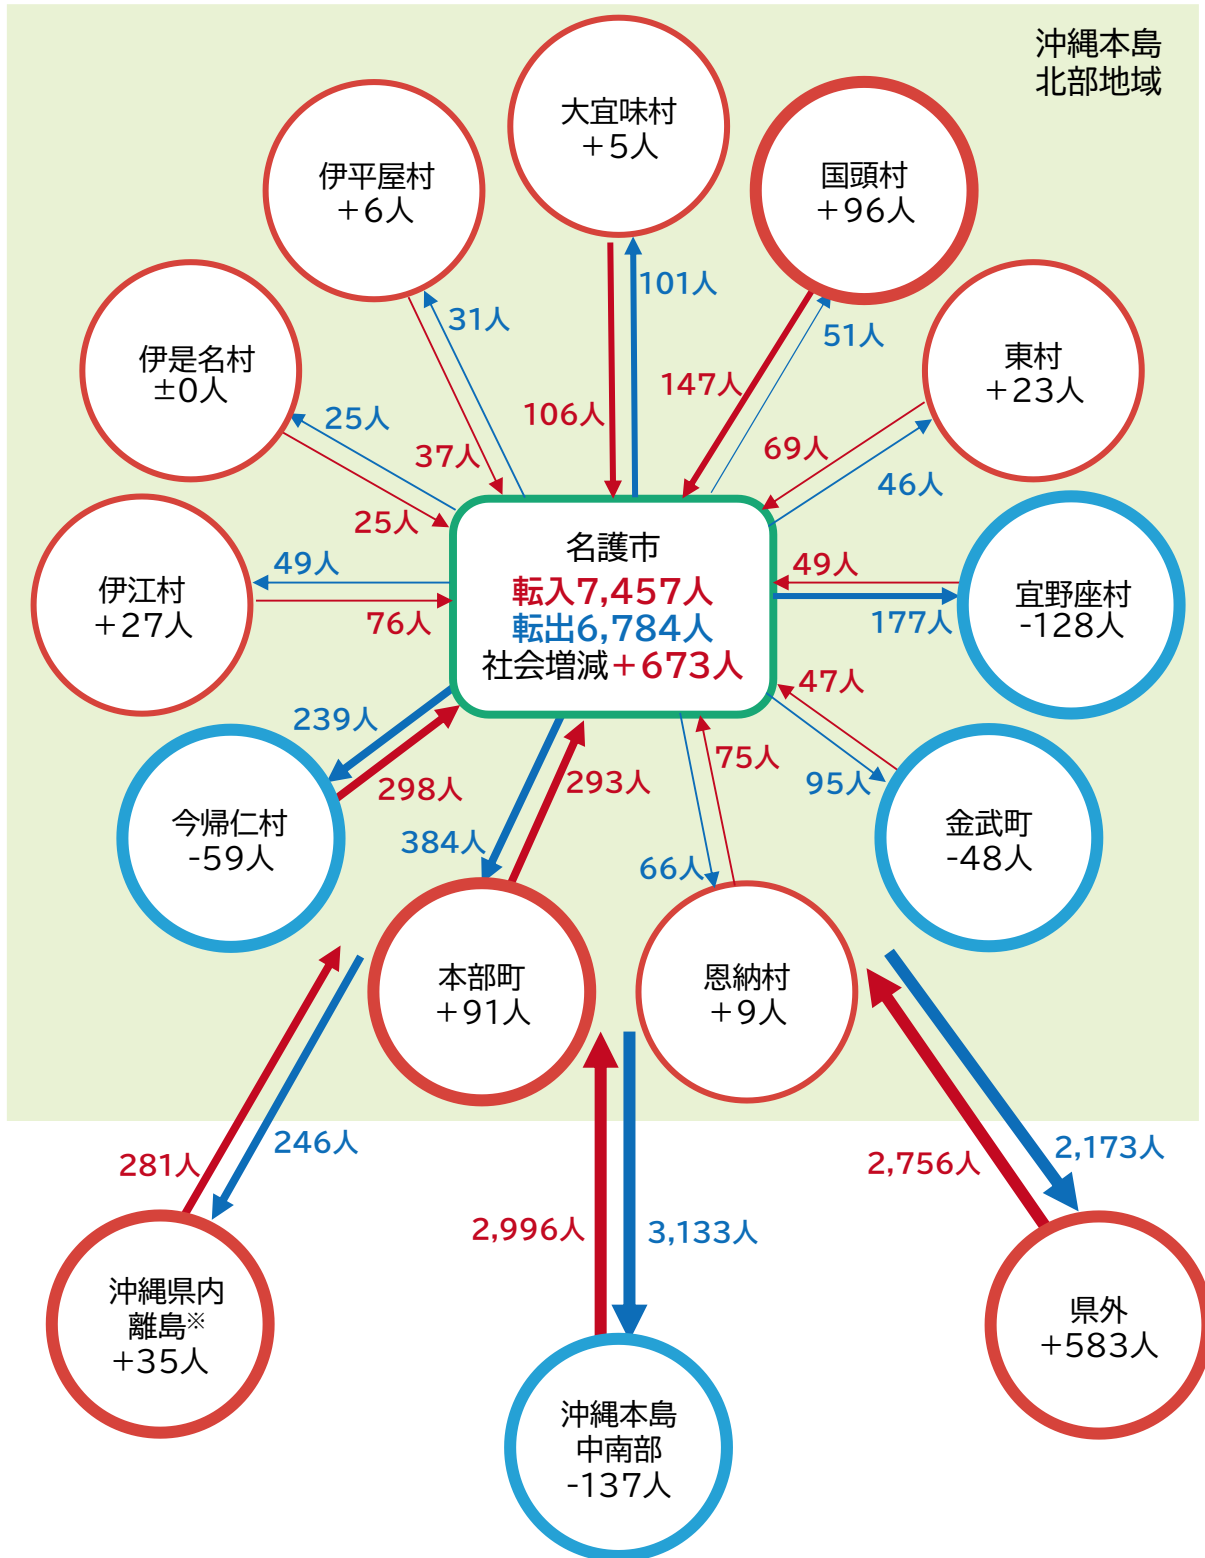 沖縄本島
北部地域
大宜味村
+5人
国頭村
+96人
伊平屋村
+6人
101人
31人
51人
伊是名村
±0人
東村
+23人
147人
106人
25人
37人
69人
46人
25人
名護市
転入7,457人
転出6,784人
社会増減+673人
49人
伊江村
+27人
76人
49人
宜野座村
-128人
177人
47人
239人
75人
95人
298人
293人
今帰仁村
-59人
384人
金武町
-48人
66人
本部町
+91人
恩納村
+9人
281人
246人
2,756人
2,173人
2,996人
3,133人
沖縄県内
離島※
+35人
県外
+583人
沖縄本島
中南部
-137人